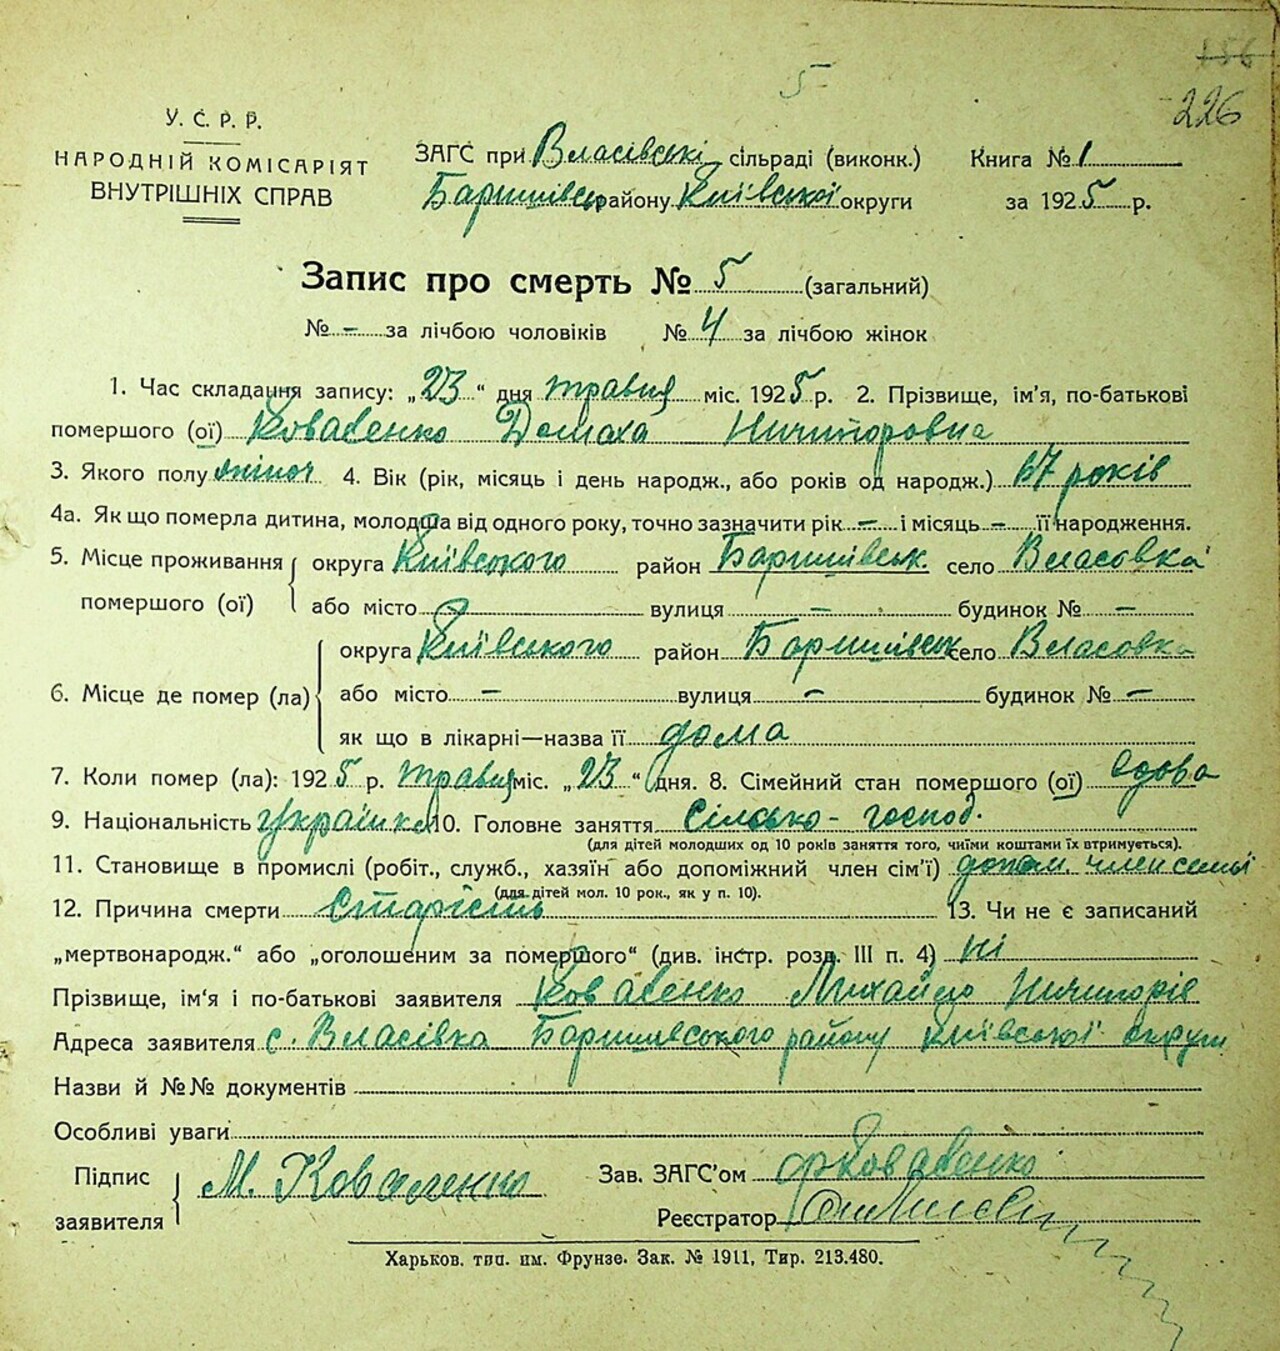 156
5
226
У. С. Р. Р.
НАРОДНІЙ КОМІСАРІЯТ
ВНУТРІШНІХ СПРАВ
ЗАГС при Власівські сільраді (виконк.)
Баришівськ району Київської округи
Книга № 1
за 1925 р.
Запис про смерть № 5 (загальний)
№ – за лічбою чоловіків № 4 за лічбою жінок
1. Час складання запису: „23“ дня травня міс. 1925 р. 2. Прізвище, ім'я, по-батькові
помершого (ої) Коваленко Домаха Ничипоровна
3. Якого полу жіноч 4. Вік (рік, місяць і день народж., або років од народж.) 67 років
4а. Як що померла дитина, молодша від одного року, точно зазначити рік – і місяць – її народження.
5. Місце проживання помершого (ої) округа Київського район Баришівськ. село Власовка
або місто – вулиця – будинок № –
6. Місце де помер (ла) округа Київського район Баришівськ село Власовка
або місто – вулиця – будинок № –
як що в лікарні—назва її дома
7. Коли помер (ла): 1925 р. травня міс. „23“ дня. 8. Сімейний стан помершого (ої) вдова
9. Національність українка 10. Головне заняття сільсько-господ.
(для дітей молодших од 10 років заняття того, чиїми коштами їх втримується).
11. Становище в промислі (робіт., служб., хазяїн або допоміжний член сім'ї) допом. член семьї
(для дітей мол. 10 рок., як у п. 10).
12. Причина смерти Старість 13. Чи не є записаний
„мертвонародж.“ або „оголошеним за помершого“ (див. інстр. розд. III п. 4) ні
Прізвище, ім'я і по-батькові заявителя Коваленко Михайло Ничипорів
Адреса заявителя с. Власівка Баришівського району Київської округи
Назви й №№ документів
Особливі уваги
Підпис заявителя М. Коваленко
Зав. ЗАГС'ом Коваленко
Реєстратор
Харьков. тип. им. Фрунзе. Зак. № 1911, Тир. 213.480.